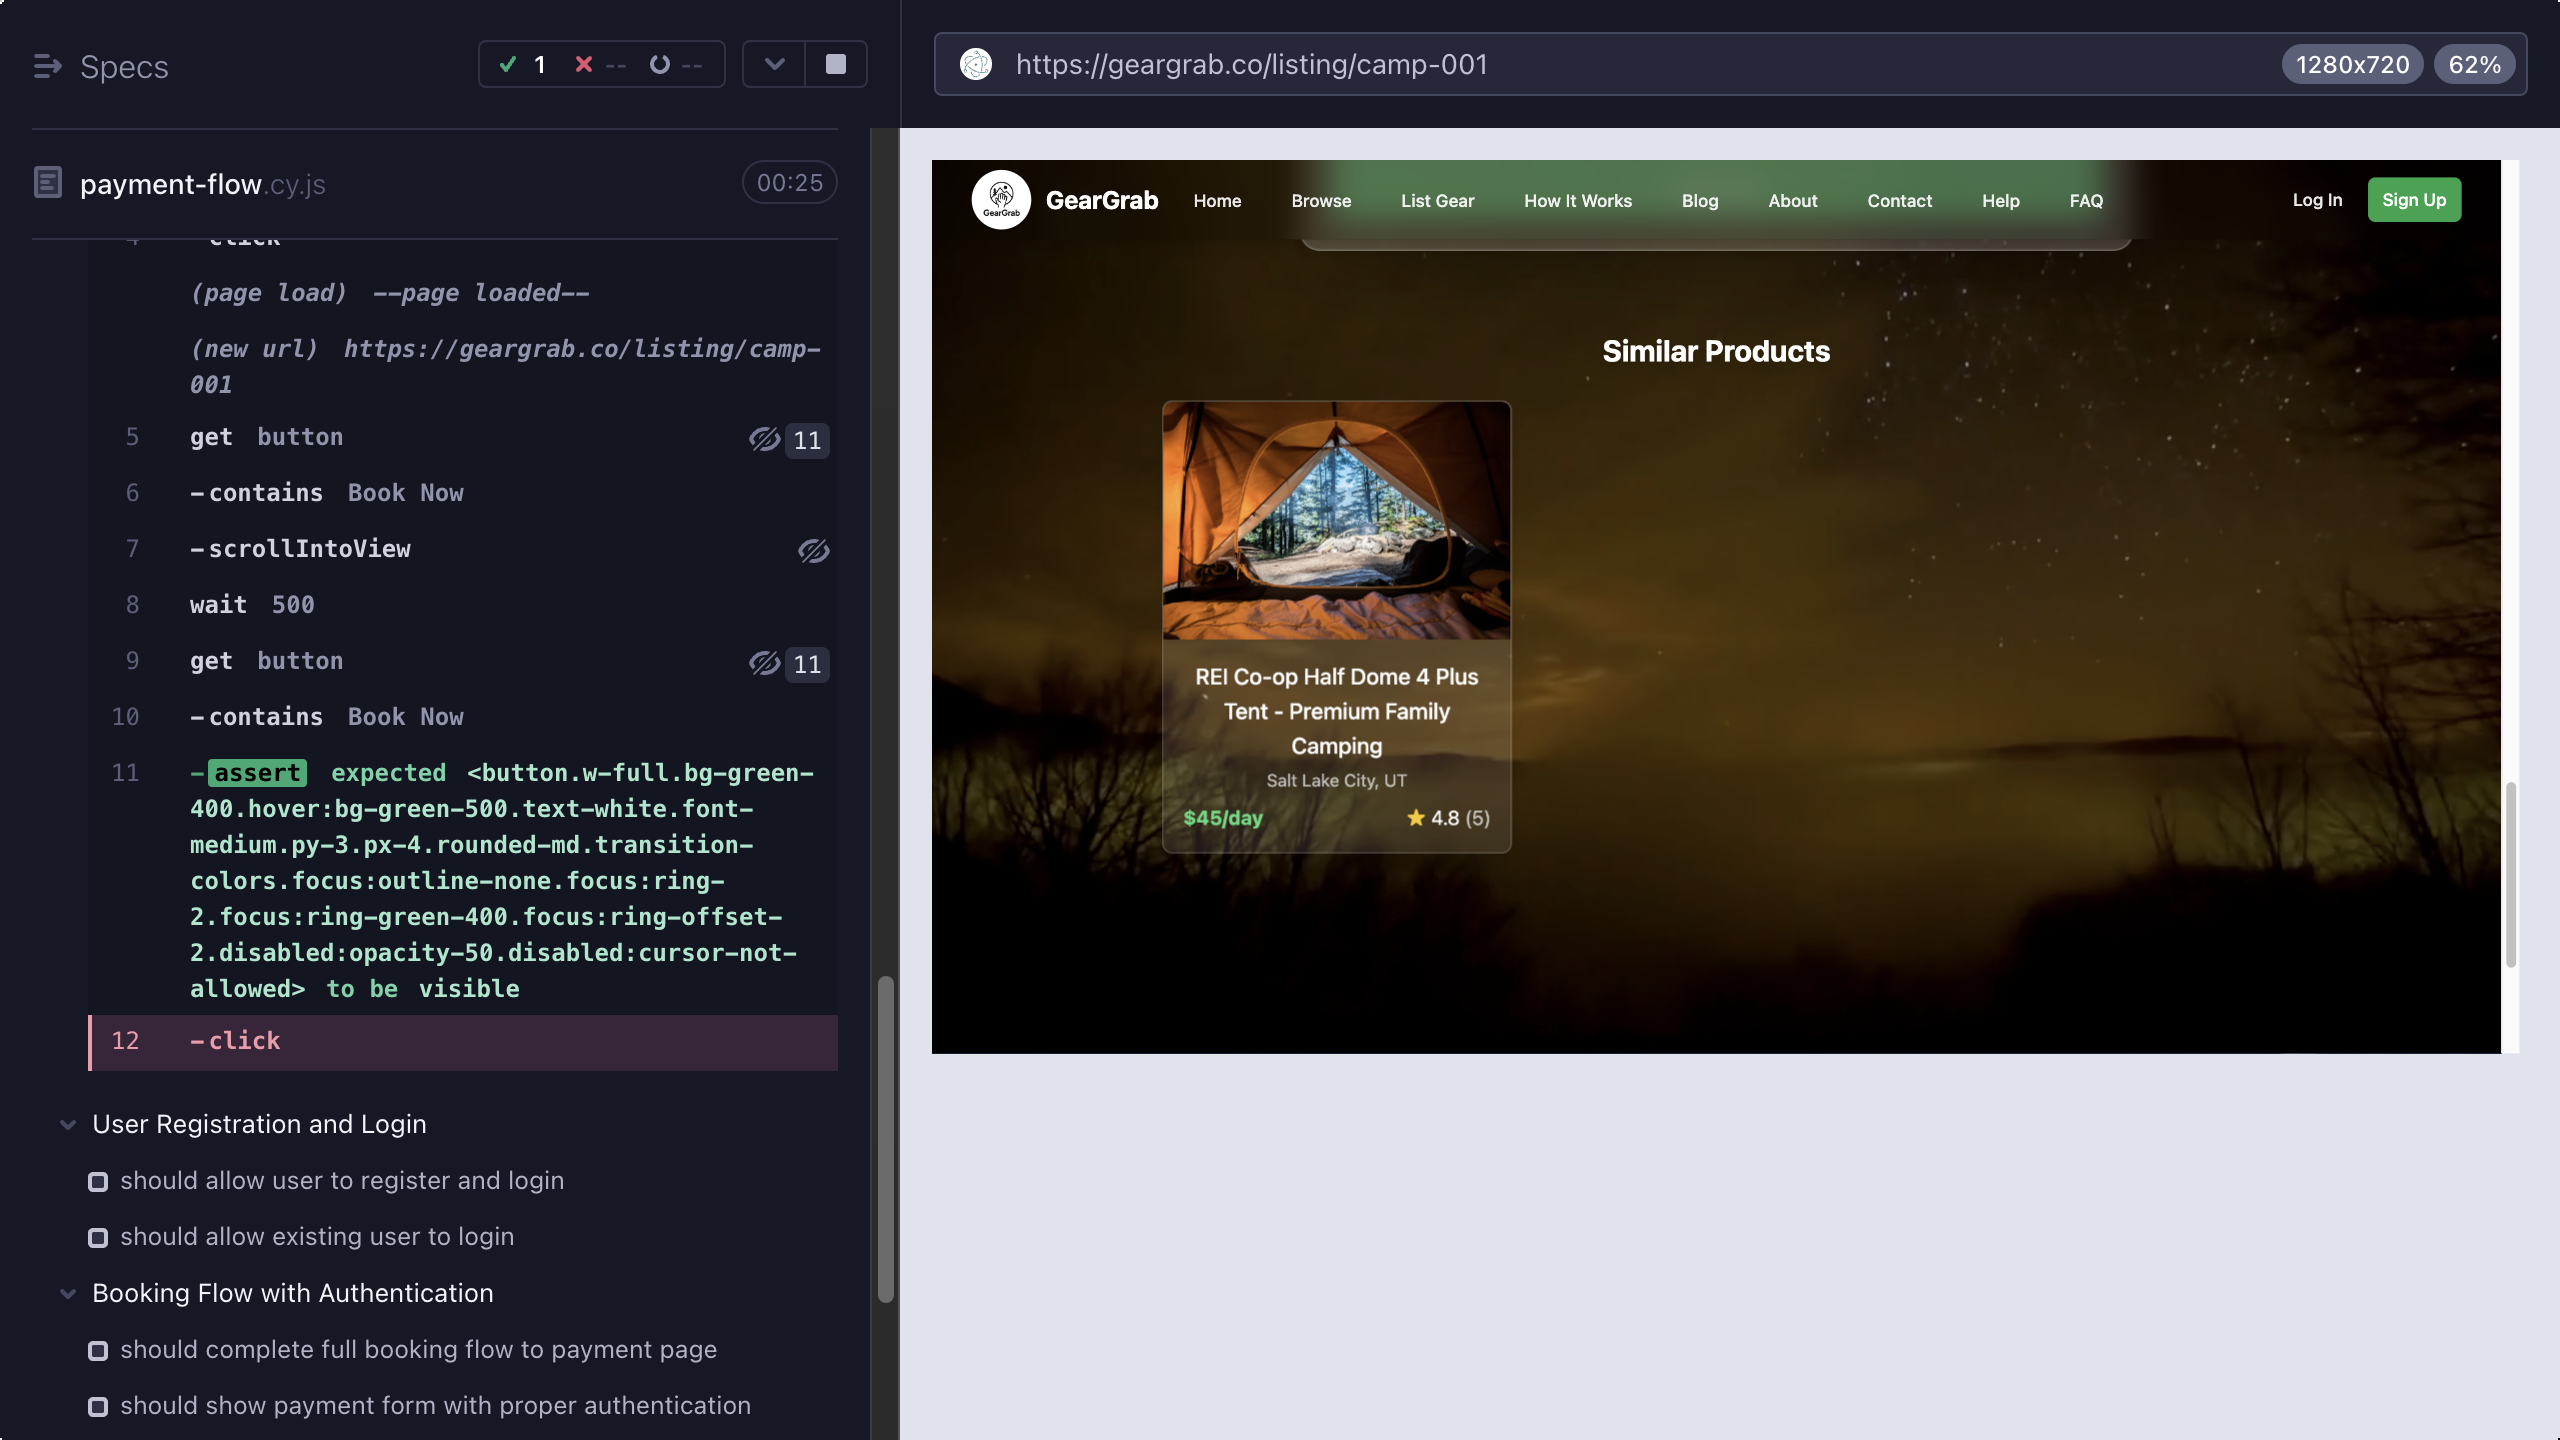 Specs
1
--
--
https://geargrab.co/listing/camp-001
1280x720
62%
payment-flow.cy.js
00:25
4 click
(page load) --page loaded--
(new url) https://geargrab.co/listing/camp-
001
5 get button 11
6 -contains Book Now
7 -scrollIntoView
8 wait 500
9 get button 11
10 -contains Book Now
11 -assert expected <button.w-full.bg-green-
400.hover:bg-green-500.text-white.font-
medium.py-3.px-4.rounded-md.transition-
colors.focus:outline-none.focus:ring-
2.focus:ring-green-400.focus:ring-offset-
2.disabled:opacity-50.disabled:cursor-not-
allowed> to be visible
12 -click
User Registration and Login
should allow user to register and login
should allow existing user to login
Booking Flow with Authentication
should complete full booking flow to payment page
should show payment form with proper authentication
GearGrab
GearGrab Home Browse List Gear How It Works Blog About Contact Help FAQ Log In Sign Up
Similar Products
REI Co-op Half Dome 4 Plus
Tent - Premium Family
Camping
Salt Lake City, UT
$45/day 4.8 (5)